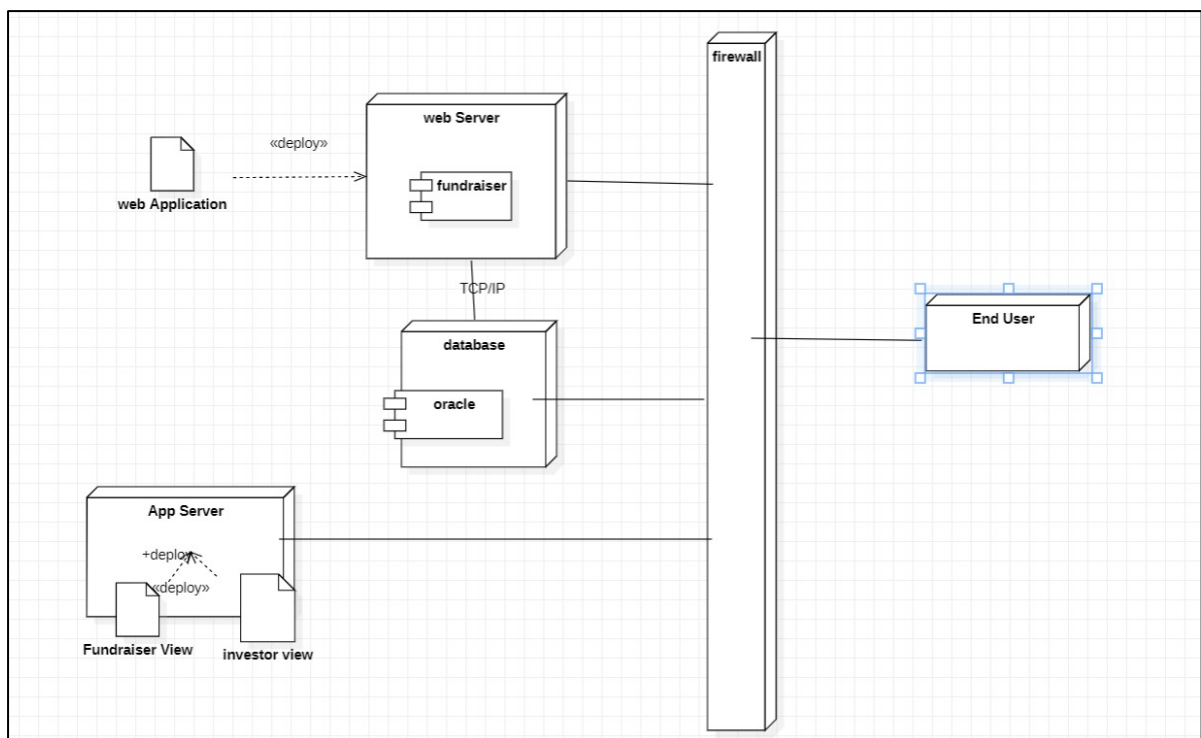 firewall
web Server
«deploy»
fundraiser
web Application
TCP/IP
End User
database
oracle
App Server
+deploy
«deploy»
Fundraiser View
investor view